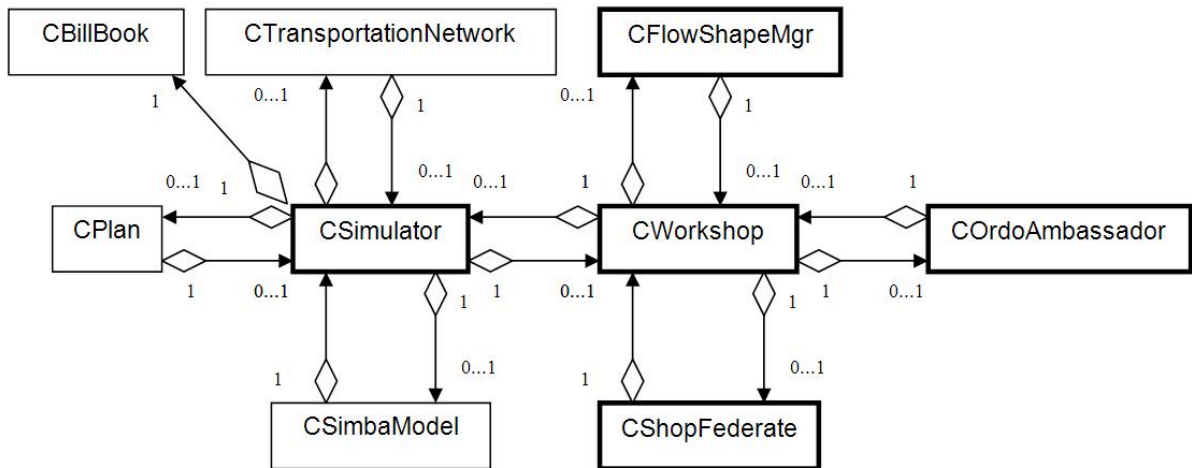 CBillBook
CTransportationNetwork
CFlowShapeMgr
1
0...1
1
0...1
1
0...1
1
0...1
0...1
1
0...1
0...1
1
CPlan
CSimulator
CWorkshop
COrdoAmbassador
1
0...1
1
1
0...1
1
1
0...1
1
0...1
1
0...1
CSimbaModel
CShopFederate